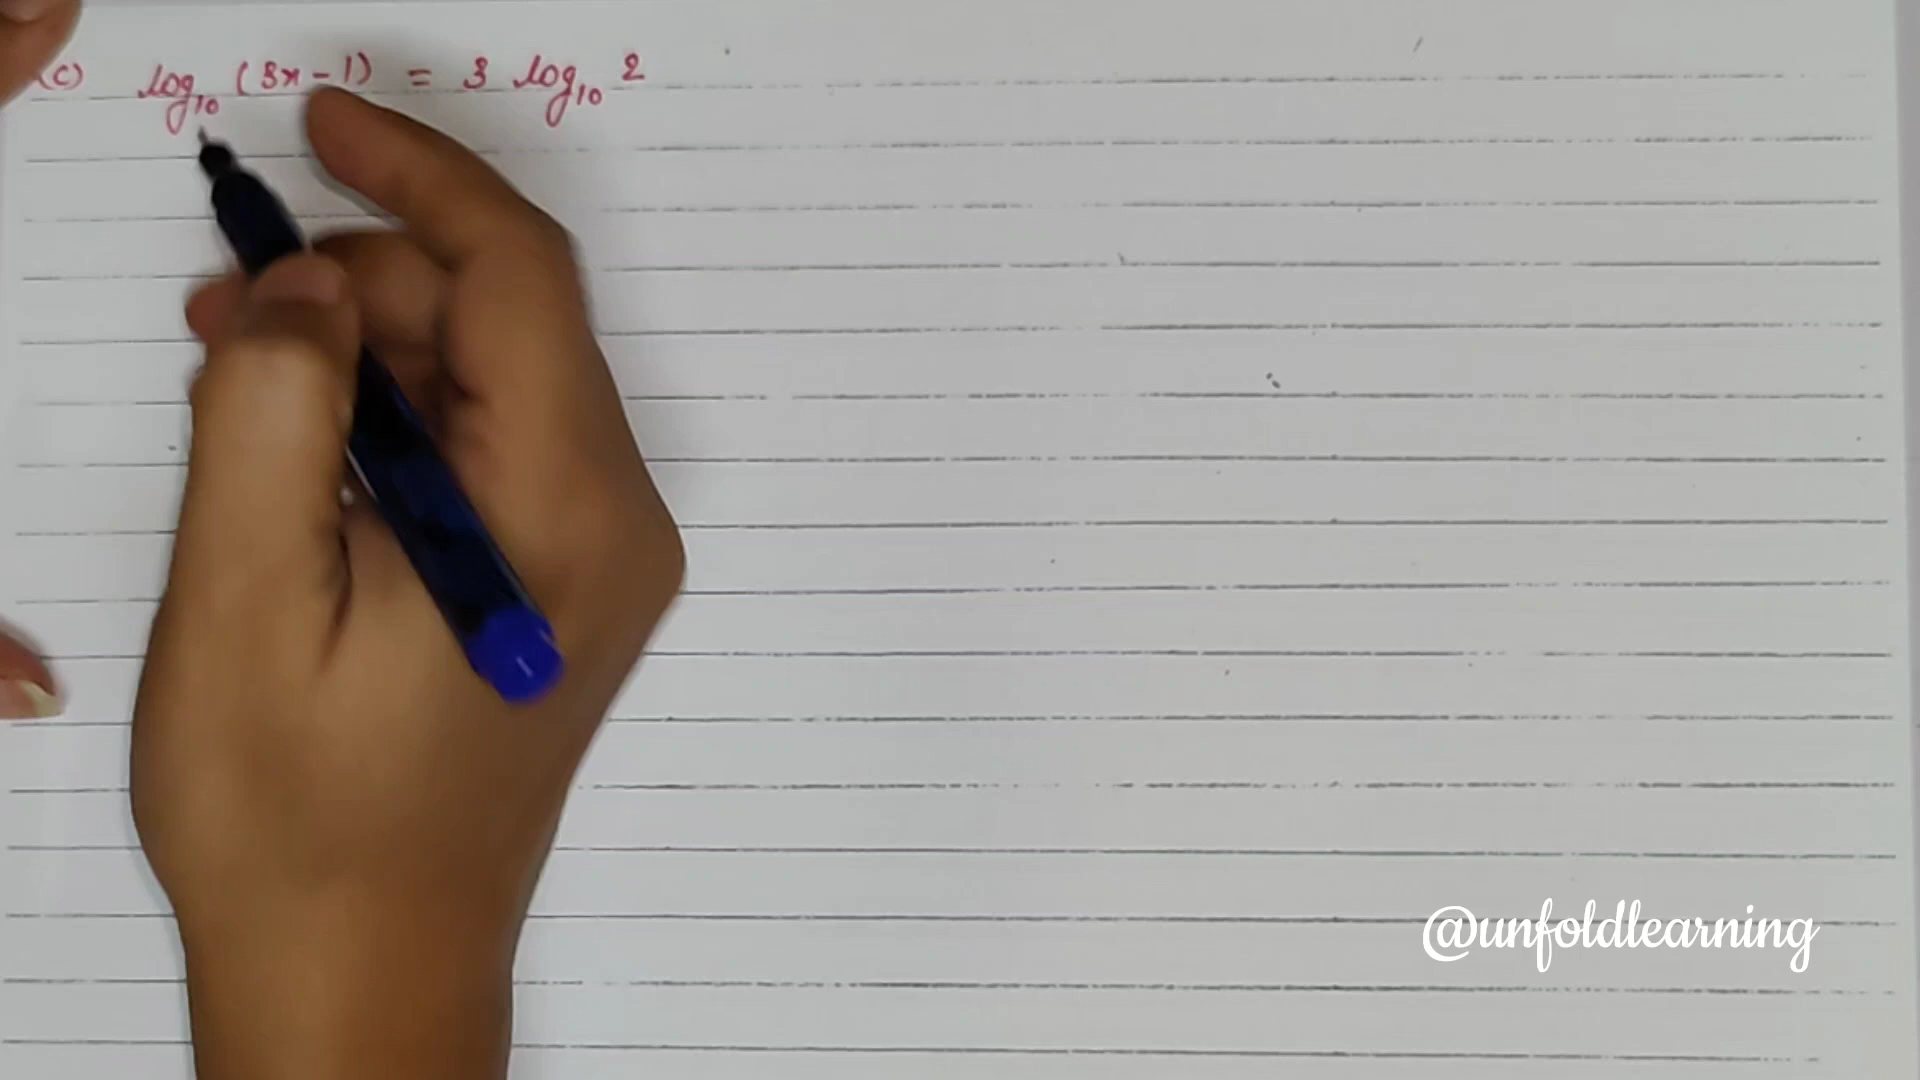 (c) log₁₀ (3x-1) = 3 log₁₀ 2
@unfoldlearning